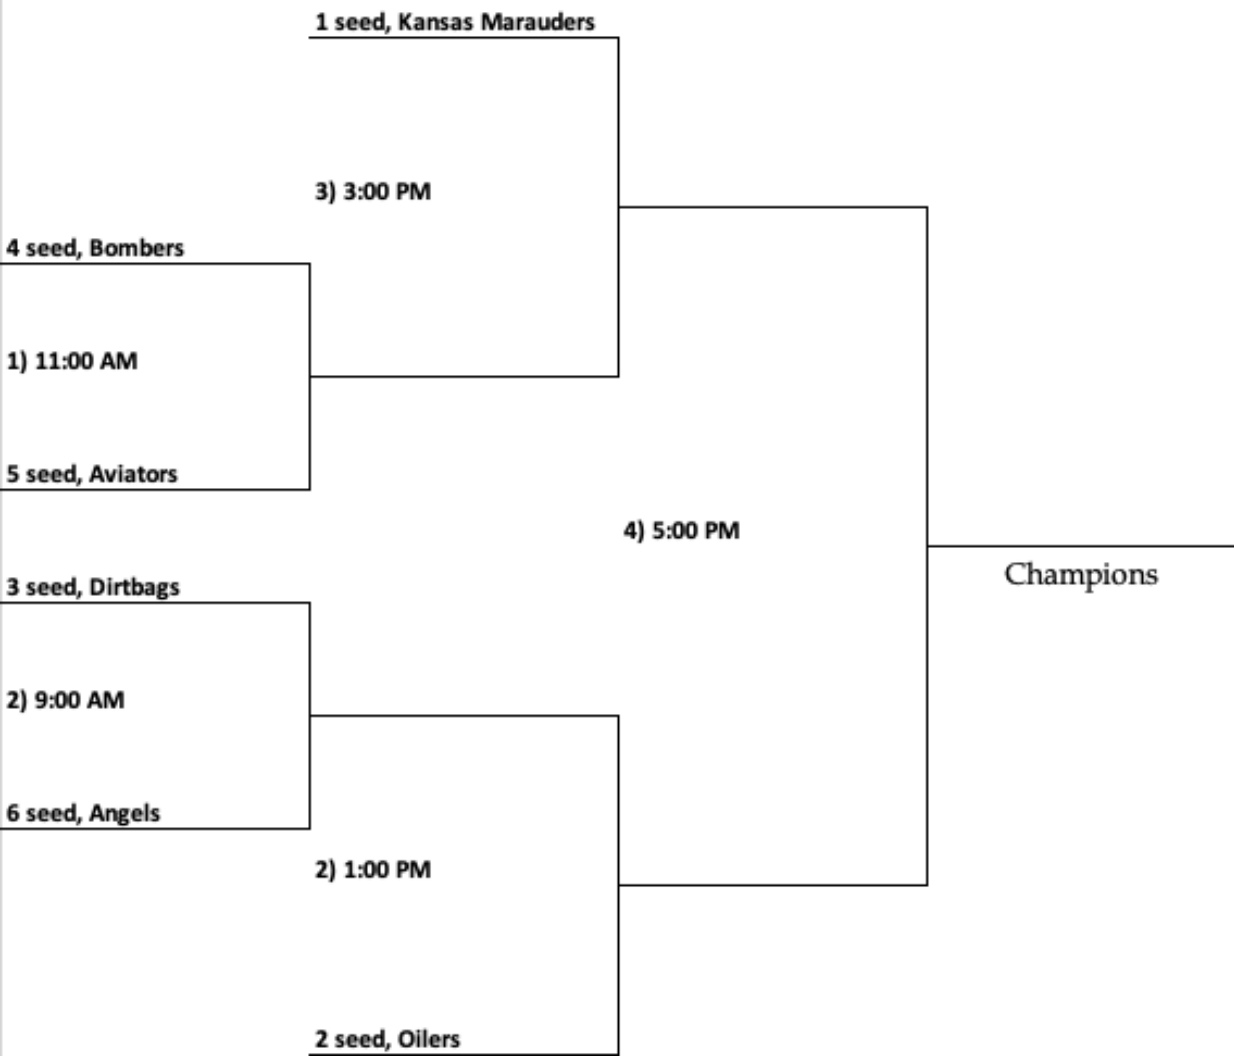 1 seed, Kansas Marauders
3) 3:00 PM
4 seed, Bombers
1) 11:00 AM
5 seed, Aviators
4) 5:00 PM
Champions
3 seed, Dirtbags
2) 9:00 AM
6 seed, Angels
2) 1:00 PM
2 seed, Oilers